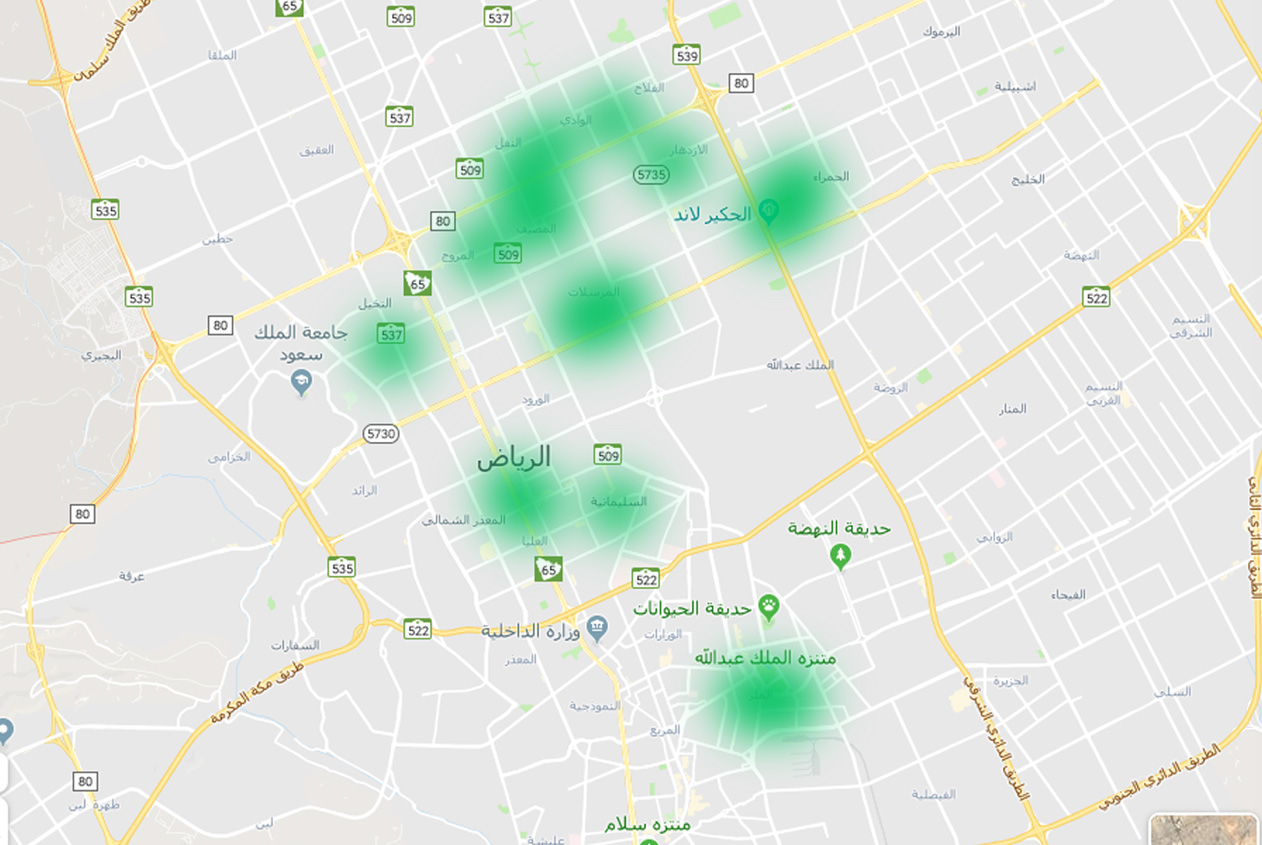 طريق الملك سلمان
65
509
537
539
اليرموك
الملقا
80
اشبيلية
الفلاح
537
الوادي
النفل
العقيق
الازدهار
509
5735
الحمراء
الخليج
535
الحكير لاند
80
المصيف
حطين
509
المروج
النهضة
65
المرسلات
535
النخيل
522
80
جامعة الملك
سعود
537
النسيم
الشرقي
البجيري
الملك عبدالله
الروضة
النسيم
الغربي
الورود
المنار
5730
الرياض
509
الخزامى
الرائد
السليمانية
80
المعذر الشمالي
حديقة النهضة
العليا
الروابي
535
65
522
عرقة
الفيحاء
الطريق الدائري الثاني
حديقة الحيوانات
522
وزارة الداخلية
الوزارات
السفارات
المعذر
متنزه الملك عبدالله
طريق مكة المكرمة
الجزيرة
السلي
النموذجية
المربع
الطريق الدائري الشرقي
80
الطريق الدائري الجنوبي
ظهرة لبن
الفيصلية
لبن
منتزه سلام
عليشة